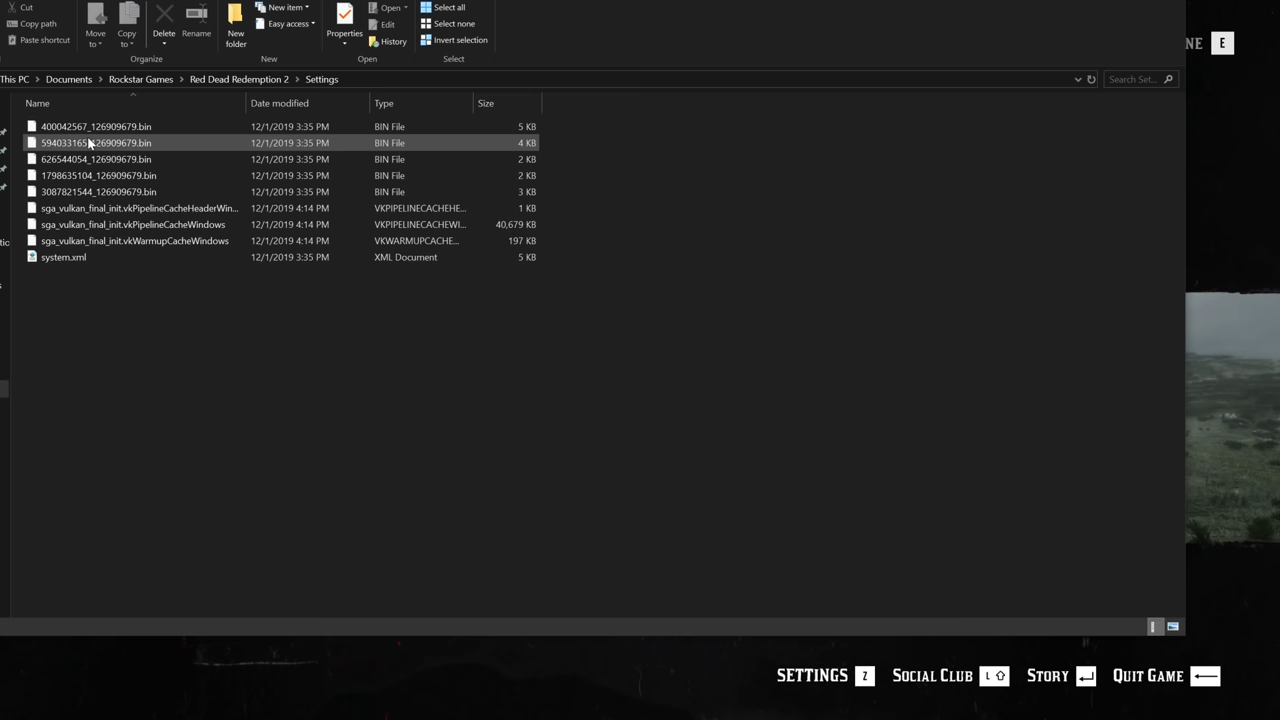 Cut
Copy path
Paste shortcut
Move to
Copy to
Delete
Rename
Organize
New folder
New item
Easy access
New
Properties
Open
Edit
History
Open
Select all
Select none
Invert selection
Select
This PC > Documents > Rockstar Games > Red Dead Redemption 2 > Settings
Search Set...
Name Date modified Type Size
400042567_126909679.bin 12/1/2019 3:35 PM BIN File 5 KB
594033165_126909679.bin 12/1/2019 3:35 PM BIN File 4 KB
626544054_126909679.bin 12/1/2019 3:35 PM BIN File 2 KB
1798635104_126909679.bin 12/1/2019 3:35 PM BIN File 2 KB
3087821544_126909679.bin 12/1/2019 3:35 PM BIN File 3 KB
sga_vulkan_final_init.vkPipelineCacheHeaderWin... 12/1/2019 4:14 PM VKPIPELINECACHEHE... 1 KB
sga_vulkan_final_init.vkPipelineCacheWindows 12/1/2019 4:14 PM VKPIPELINECACHEWI... 40,679 KB
sga_vulkan_final_init.vkWarmupCacheWindows 12/1/2019 4:14 PM VKWARMUPCACHE... 197 KB
system.xml 12/1/2019 3:35 PM XML Document 5 KB
NE E
SETTINGS Z SOCIAL CLUB L STORY QUIT GAME